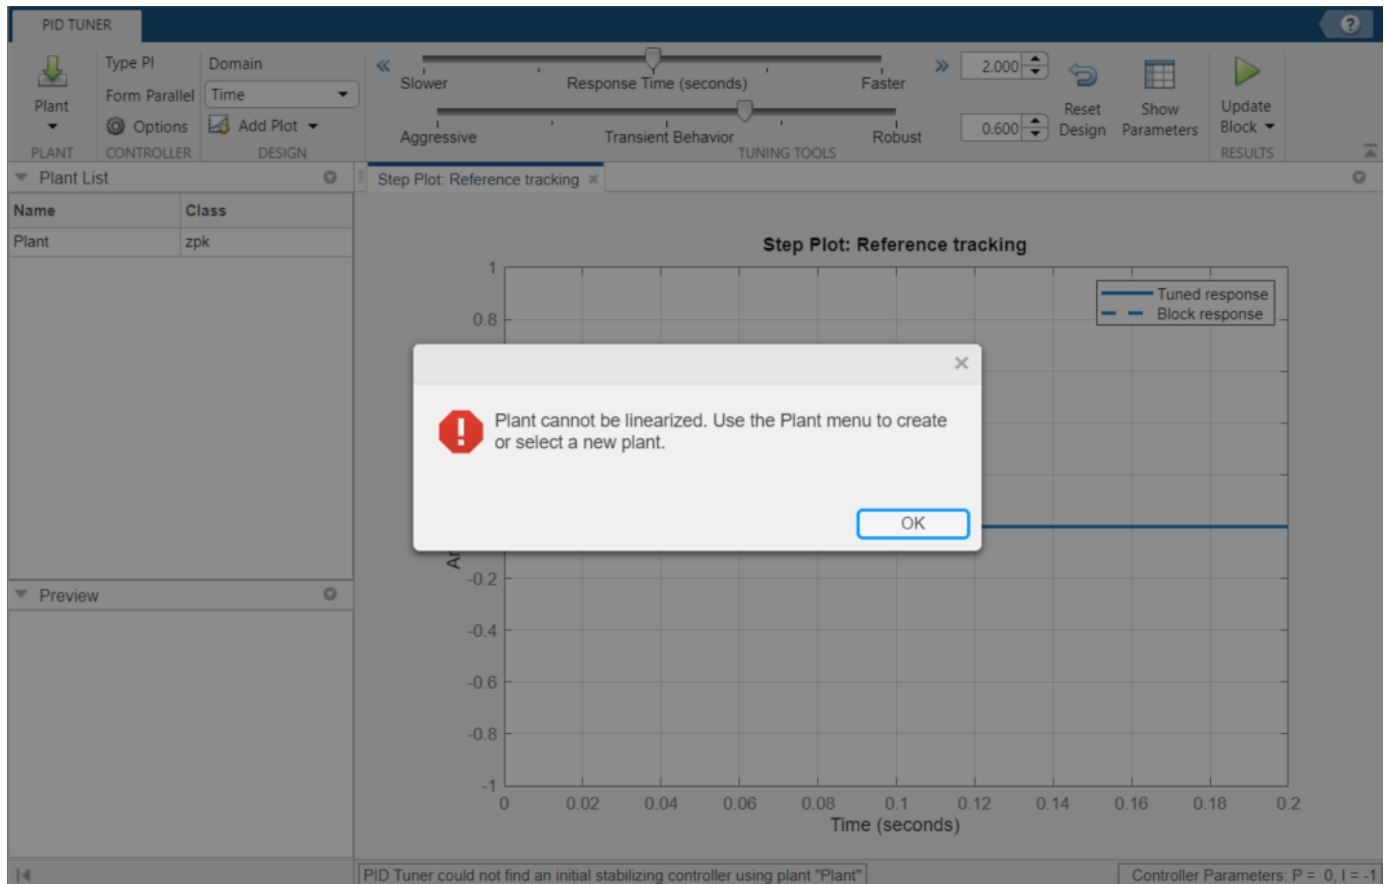 PID TUNER
?
Plant
PLANT
Type PI
Form Parallel
Options
CONTROLLER
Domain
Time
Add Plot
DESIGN
Slower
Response Time (seconds)
Faster
2.000
Aggressive
Transient Behavior
Robust
0.600
TUNING TOOLS
Reset
Design
Show
Parameters
Update
Block
RESULTS
Plant List
Name Class
Plant zpk
Preview
Step Plot: Reference tracking
Step Plot: Reference tracking
Tuned response
Block response
1
0.8
Plant cannot be linearized. Use the Plant menu to create
or select a new plant.
OK
-0.2
-0.4
-0.6
-0.8
-1
0 0.02 0.04 0.06 0.08 0.1 0.12 0.14 0.16 0.18 0.2
Time (seconds)
PID Tuner could not find an initial stabilizing controller using plant "Plant"
Controller Parameters: P = 0, I = -1